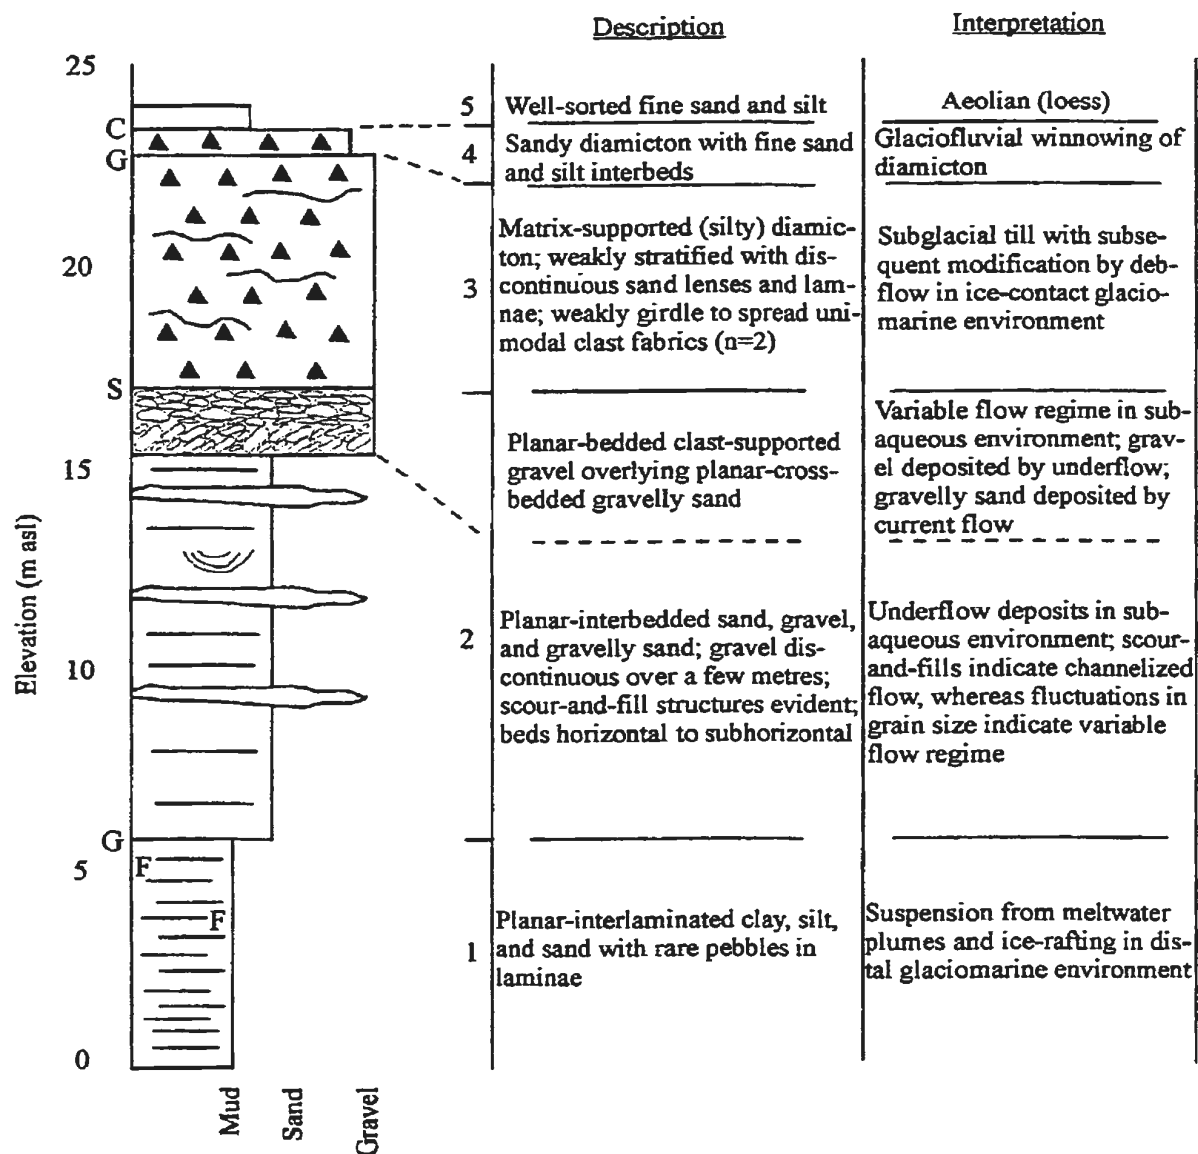 Description
Interpretation
25
20
15
10
5
0
Elevation (m asl)
C
G
S
G
F
F
Mud
Sand
Gravel
5
Well-sorted fine sand and silt
Aeolian (loess)
4
Sandy diamicton with fine sand
and silt interbeds
Glaciofluvial winnowing of
diamicton
3
Matrix-supported (silty) diamic-
ton; weakly stratified with dis-
continuous sand lenses and lam-
nae; weakly girdle to spread uni-
modal clast fabrics (n=2)
Subglacial till with subse-
quent modification by deb-
flow in ice-contact glacio-
marine environment
Planar-bedded clast-supported
gravel overlying planar-cross-
bedded gravelly sand
Variable flow regime in sub-
aqueous environment; grav-
el deposited by underflow;
gravelly sand deposited by
current flow
2
Planar-interbedded sand, gravel,
and gravelly sand; gravel dis-
continuous over a few metres;
scour-and-fill structures evident;
beds horizontal to subhorizontal
Underflow deposits in sub-
aqueous environment; scour-
and-fills indicate channelized
flow, whereas fluctuations in
grain size indicate variable
flow regime
1
Planar-interlaminated clay, silt,
and sand with rare pebbles in
laminae
Suspension from meltwater
plumes and ice-rafting in dis-
tal glaciomarine environment